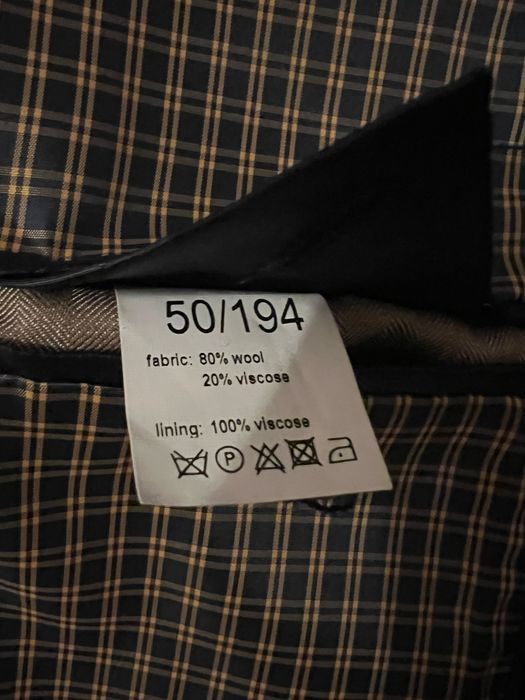 50/194
fabric: 80% wool
20% viscose
lining: 100% viscose
P